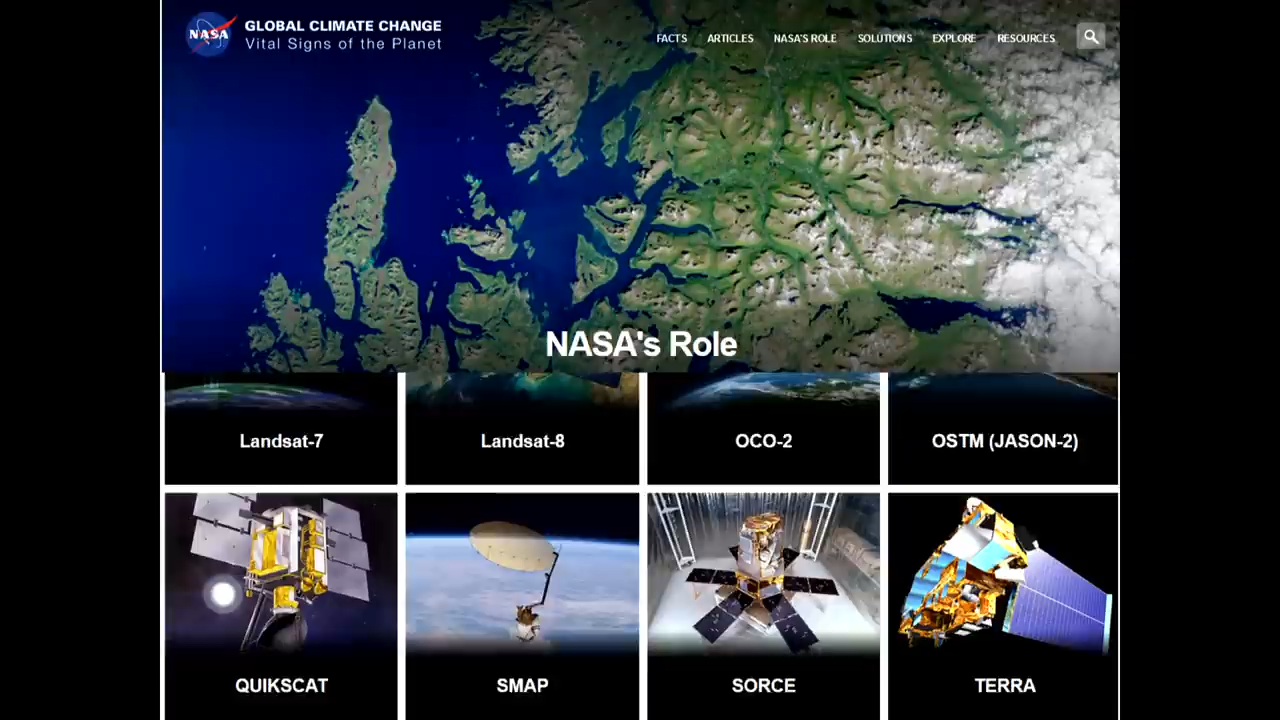 NASA
GLOBAL CLIMATE CHANGE
Vital Signs of the Planet
FACTS ARTICLES NASA'S ROLE SOLUTIONS EXPLORE RESOURCES
NASA's Role
Landsat-7 Landsat-8 OCO-2 OSTM (JASON-2)
QUIKSCAT SMAP SORCE TERRA